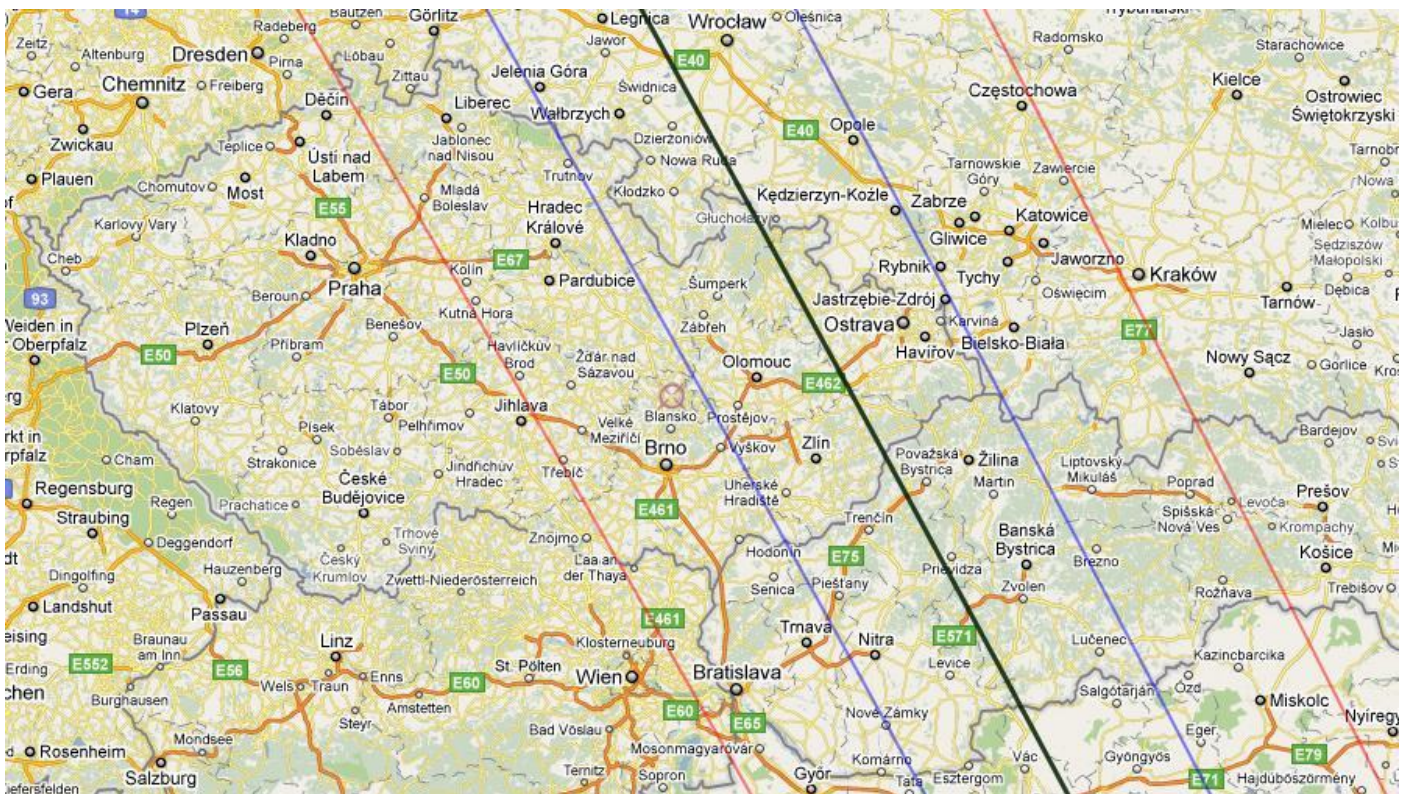 14
Bautzen
Görlitz
Legnica
Wrocław
Oleśnica
Radeberg
Zeitz
Altenburg
Dresden
Pirna
Löbau
Zittau
Jawor
E40
Radomsko
Starachowice
Gera
Chemnitz
Freiberg
Jelenia Góra
Świdnica
Częstochowa
Kielce
Ostrowiec
Świętokrzyski
Děčín
Liberec
Wałbrzych
Zwickau
Teplice
Ústí nad
Labem
Jablonec
nad Nisou
Dzierżoniów
E40
Opole
Plauen
Chomutov
Most
Trutnov
Nowa Ruda
Tarnowskie
Góry
Zawiercie
Kłodzko
Kędzierzyn-Koźle
Zabrze
Mladá
Boleslav
E55
Hradec
Králové
Głuchołazy
Katowice
Gliwice
Mielec
Karlovy Vary
Kladno
E67
Cheb
Praha
Kolín
Pardubice
Šumperk
Rybnik
Tychy
Jaworzno
Kraków
Sędziszów
Małopolski
Dębica
Tarnów
93
Beroun
Kutná Hora
Jastrzębie-Zdrój
Oświęcim
Weiden in
Oberpfalz
Plzeň
Benešov
Zábřeh
Ostrava
Karviná
E77
Jasło
Příbram
Havlíčkův
Brod
Havířov
Bielsko-Biała
E50
Žďár nad
Sázavou
Olomouc
Nowy Sącz
Gorlice
E50
E462
Klatovy
Tábor
Pelhřimov
Jihlava
Blansko
Prostějov
Písek
Velké
Meziříčí
Bardejov
Cham
Strakonice
Soběslav
Brno
Vyškov
Zlín
Považská
Bystrica
Žilina
Liptovský
Mikuláš
Jindřichův
Hradec
Třebíč
Martin
Poprad
Regensburg
České
Budějovice
Uherské
Hradiště
Levoča
Prešov
Regen
Prachatice
E461
Spišská
Nová Ves
Krompachy
Straubing
Trenčín
Banská
Bystrica
Deggendorf
Trhové
Sviny
Znojmo
Hodonín
Košice
Český
Krumlov
Laa an
der Thaya
E75
Prievidza
Brezno
Dingolfing
Hauzenberg
Zwettl-Niederösterreich
Senica
Piešťany
Zvolen
Rožňava
Trebišov
Landshut
Passau
E461
Trnava
Nitra
E571
Lučenec
Braunau
am Inn
Linz
Klosterneuburg
Kazincbarcika
Erding
E552
E56
St. Pölten
Bratislava
Levice
Wels
Traun
Enns
E60
Wien
Salgótarján
Ózd
Burghausen
Amstetten
E60
E65
Miskolc
Steyr
Bad Vöslau
Nové Zámky
Eger
Mondsee
Mosonmagyaróvár
Rosenheim
Komárno
Vác
Gyöngyös
E79
Salzburg
Ternitz
Sopron
Győr
Tata
Esztergom
E71
Hajdúböszörmény